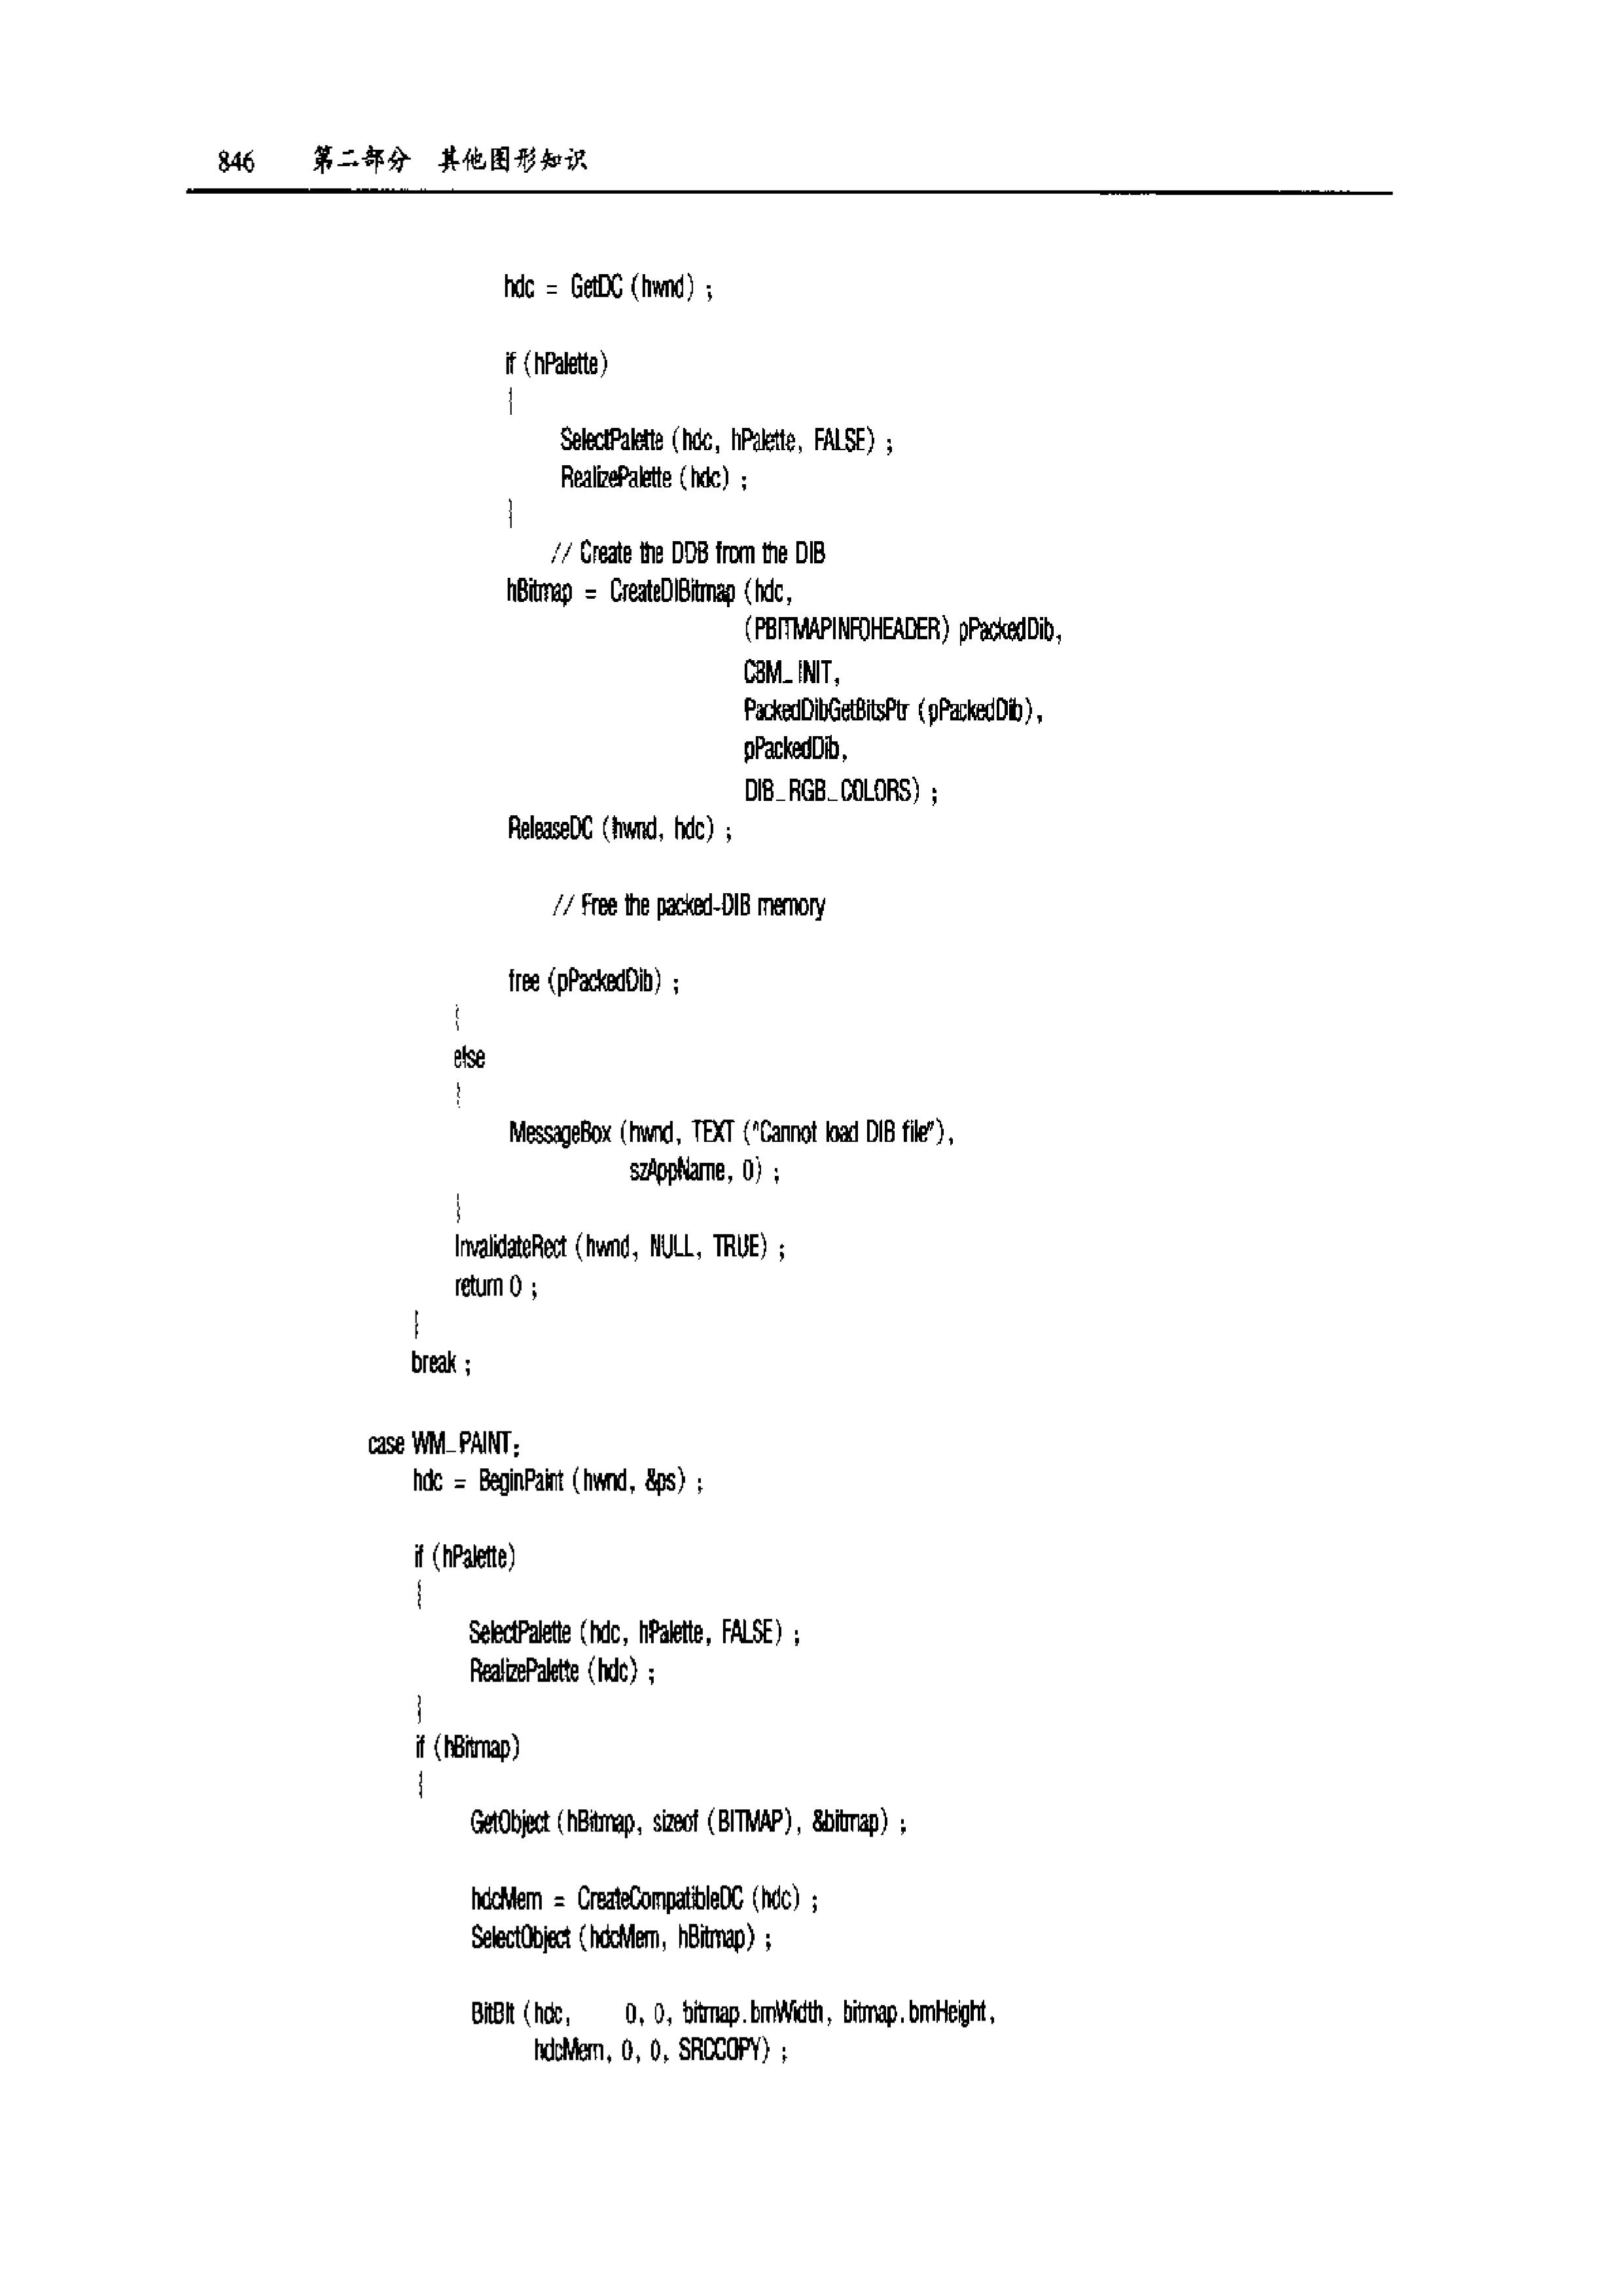 846 第二部分 其他图形知识
hdc = GetDC (hwnd) ;
if (hPalette)
{
SelectPalette (hdc, hPalette, FALSE) ;
RealizePalette (hdc) ;
}
// Create the DDB from the DIB
hBitmap = CreateDIBitmap (hdc,
(PBITMAPINFOHEADER) pPackedDib,
CBM_INIT,
PackedDibGetBitsPtr (pPackedDib),
pPackedDib,
DIB_RGB_COLORS) ;
ReleaseDC (hwnd, hdc) ;
// Free the packed-DIB memory
free (pPackedDib) ;
}
else
{
MessageBox (hwnd, TEXT ("Cannot load DIB file"),
szAppName, 0) ;
}
InvalidateRect (hwnd, NULL, TRUE) ;
return 0 ;
}
break ;
case WM_PAINT:
hdc = BeginPaint (hwnd, &ps) ;
if (hPalette)
{
SelectPalette (hdc, hPalette, FALSE) ;
RealizePalette (hdc) ;
}
if (hBitmap)
{
GetObject (hBitmap, sizeof (BITMAP), &bitmap) ;
hdcMem = CreateCompatibleDC (hdc) ;
SelectObject (hdcMem, hBitmap) ;
BitBlt (hdc, 0, 0, bitmap.bmWidth, bitmap.bmHeight,
hdcMem, 0, 0, SRCCOPY) ;